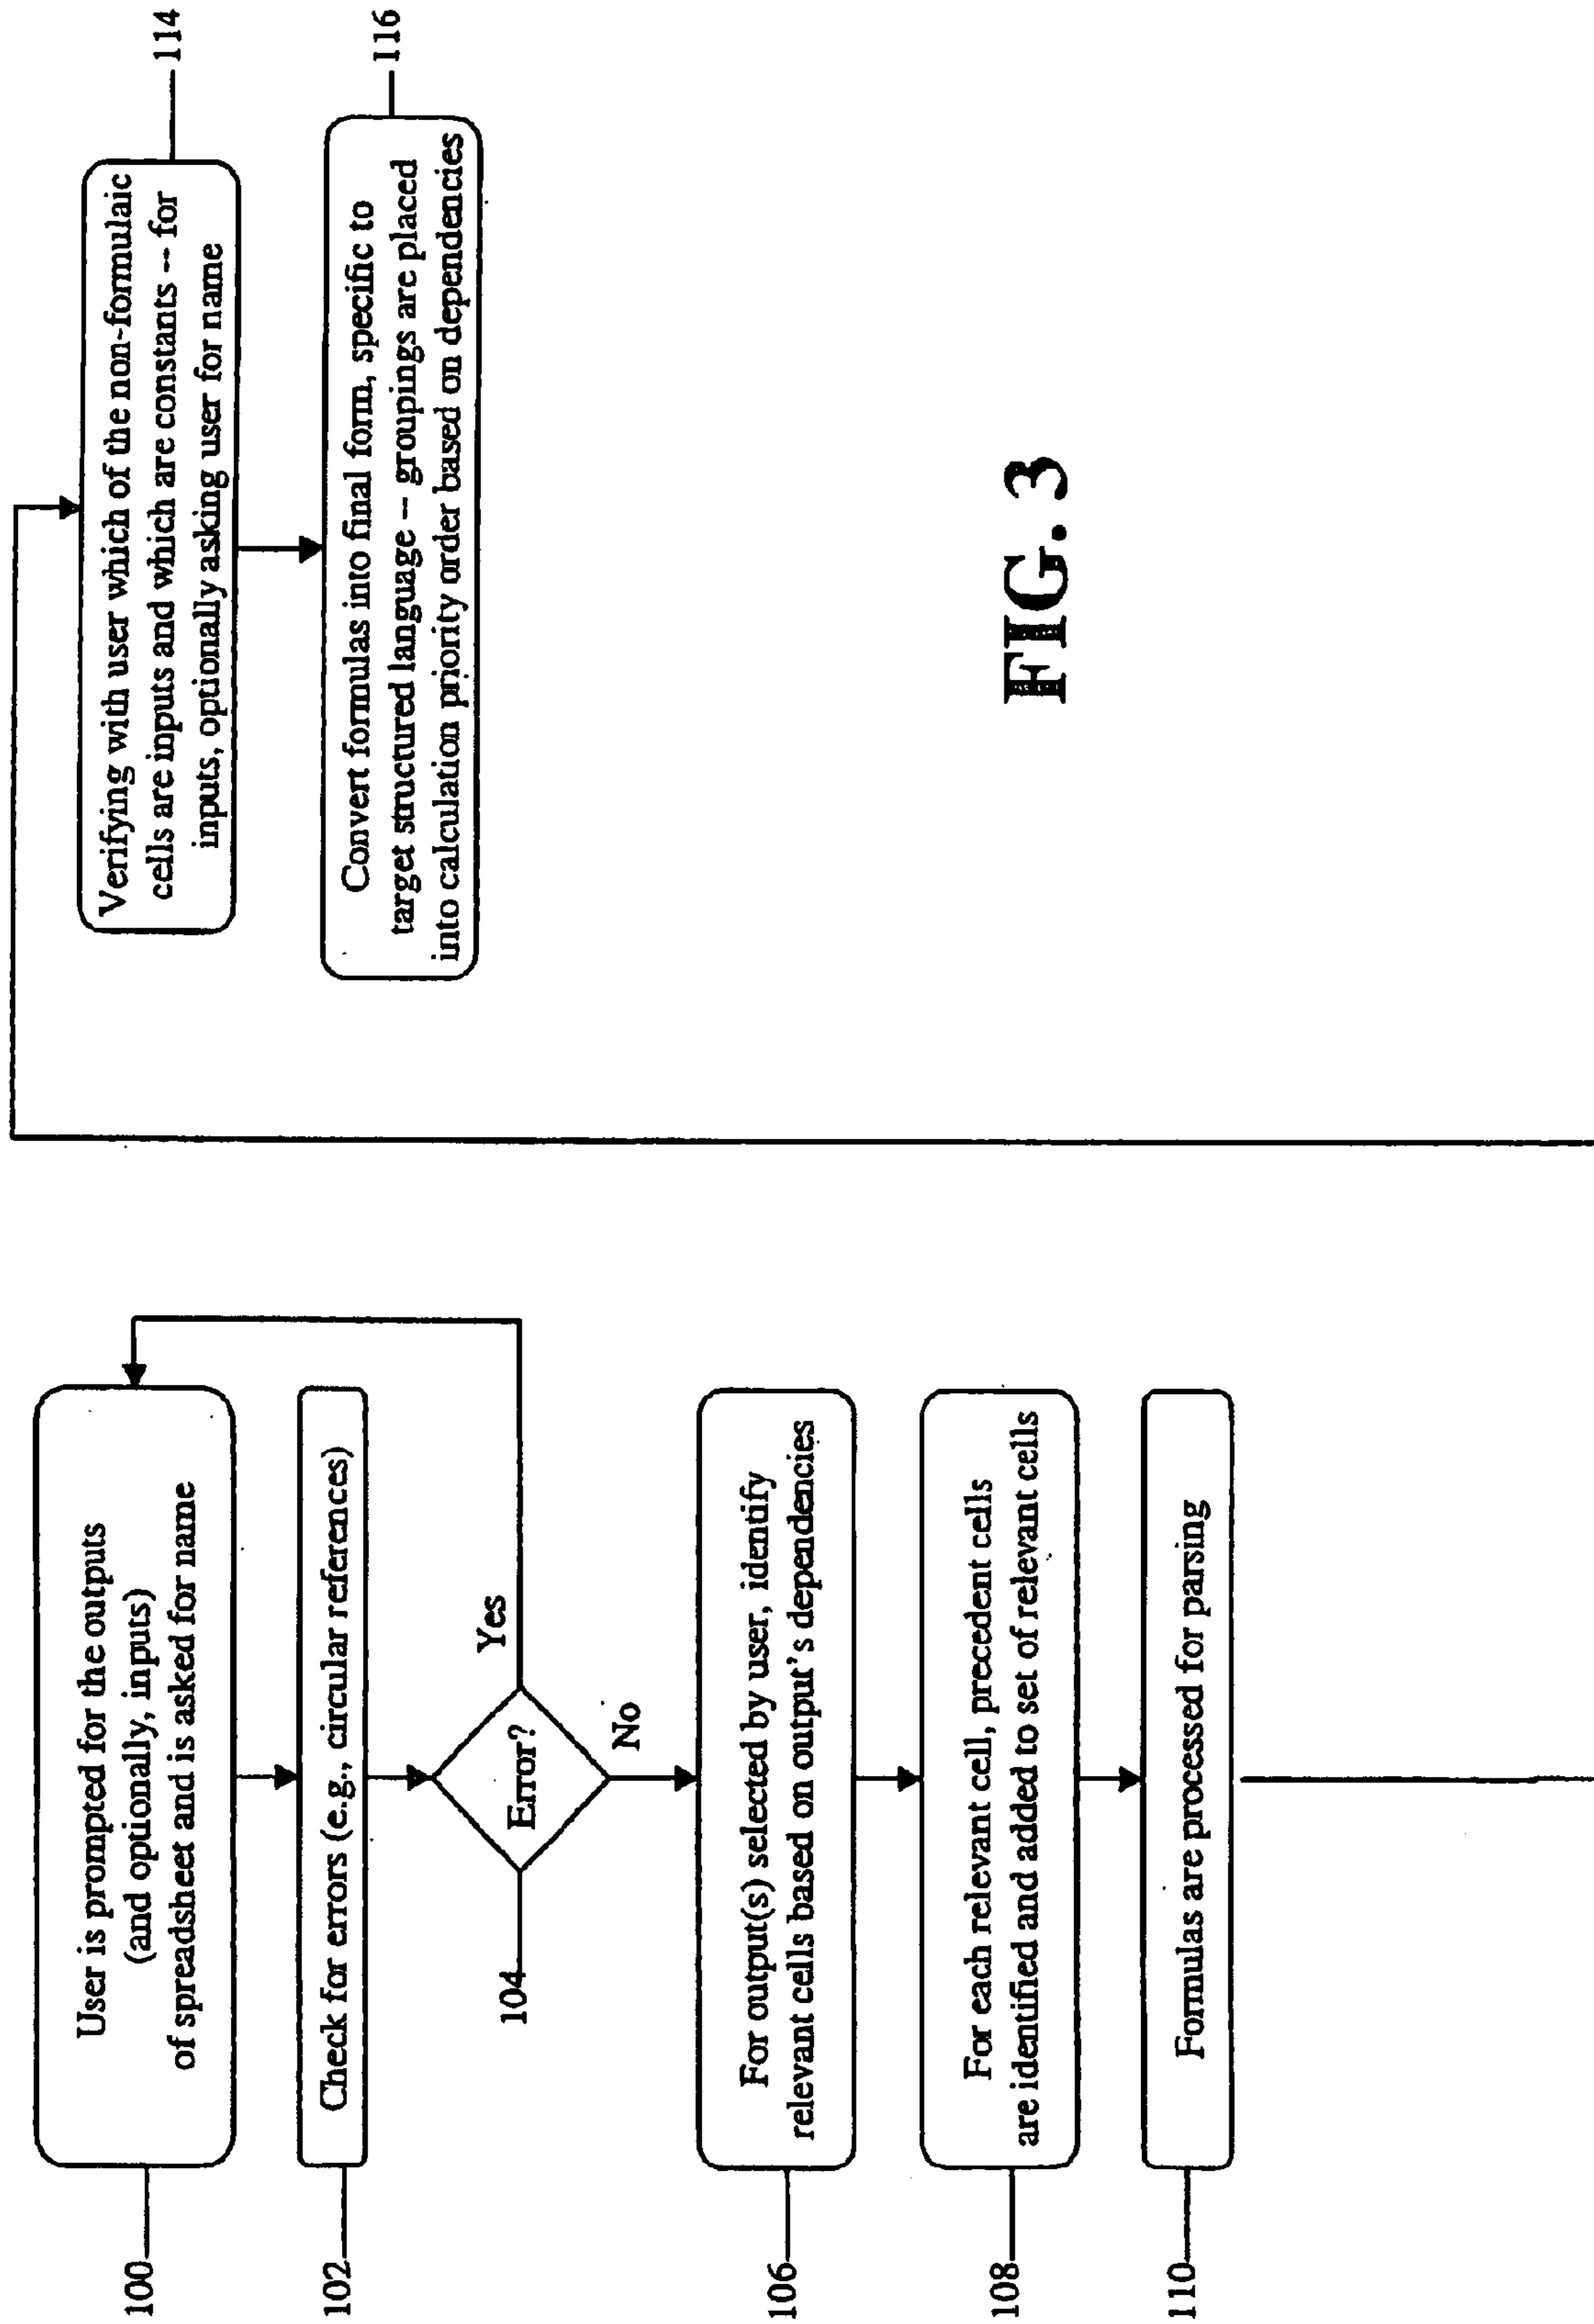 100
User is prompted for the outputs
(and optionally, inputs)
of spreadsheet and is asked for name
102
Check for errors (e.g., circular references)
104
Error?
Yes
No
106
For output(s) selected by user, identify
relevant cells based on output's dependencies
108
For each relevant cell, precedent cells
are identified and added to set of relevant cells
110
Formulas are processed for parsing
Verifying with user which of the non-formulaic
cells are inputs and which are constants -- for
inputs, optionally asking user for name
114
Convert formulas into final form, specific to
target structured language -- groupings are placed
into calculation priority order based on dependencies
116
FIG. 3